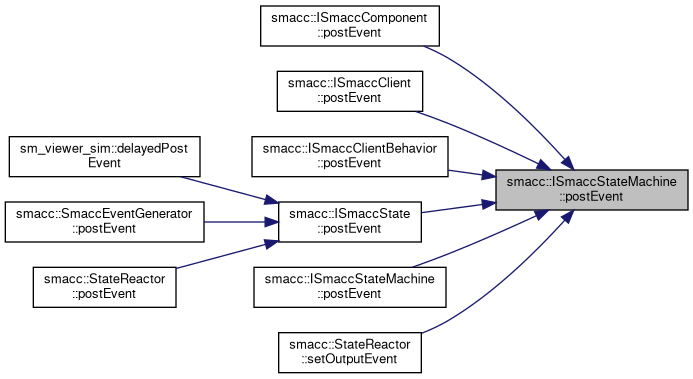 smacc::ISmaccComponent
::postEvent
smacc::ISmaccClient
::postEvent
smacc::ISmaccClientBehavior
::postEvent
sm_viewer_sim::delayedPost
Event
smacc::ISmaccStateMachine
::postEvent
smacc::SmaccEventGenerator
::postEvent
smacc::ISmaccState
::postEvent
smacc::StateReactor
::postEvent
smacc::ISmaccStateMachine
::postEvent
smacc::StateReactor
::setOutputEvent